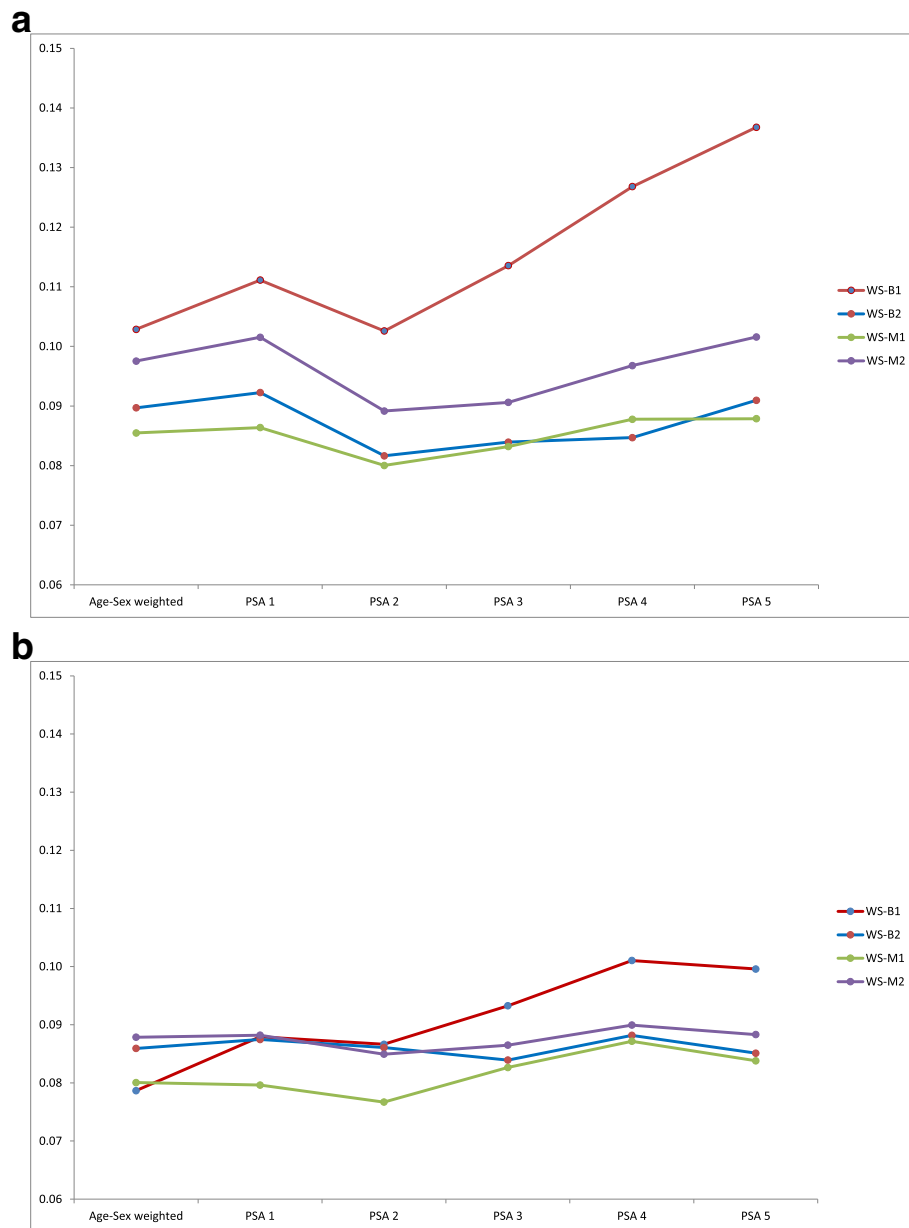 a
0.15
0.14
0.13
0.12
0.11
0.10
0.09
0.08
0.07
0.06
Age-Sex weighted PSA 1 PSA 2 PSA 3 PSA 4 PSA 5
WS-B1
WS-B2
WS-M1
WS-M2
b
0.15
0.14
0.13
0.12
0.11
0.10
0.09
0.08
0.07
0.06
Age-Sex weighted PSA 1 PSA 2 PSA 3 PSA 4 PSA 5
WS-B1
WS-B2
WS-M1
WS-M2